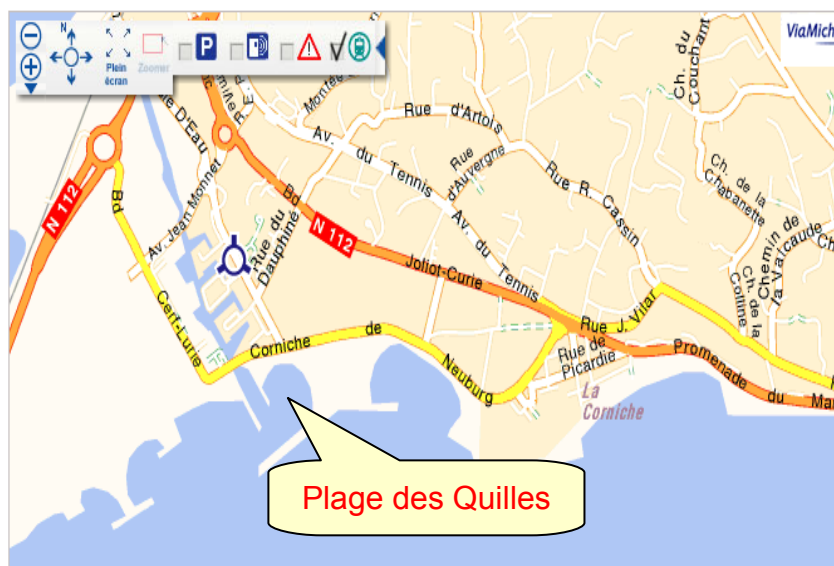 ViaMich
N
Plein écran
Zoomer
P
Ch. du Couchant
Rue d'Artois
Av. du Tennis
Rue d'Auvergne
Rue R. Cassin
Ch. de la Chabanette
Chemin de la Valcaude
Ch. de la Colline
N 112
Bd
Av. Jean Monnet
Rue du Dauphiné
Bd
N 112
Joliot-Curie
Av. du Tennis
Rue J. Vilar
Cerf-Lurie
Corniche de Neuburg
Rue de Picardie
Promenade du Mar
La Corniche
Plage des Quilles